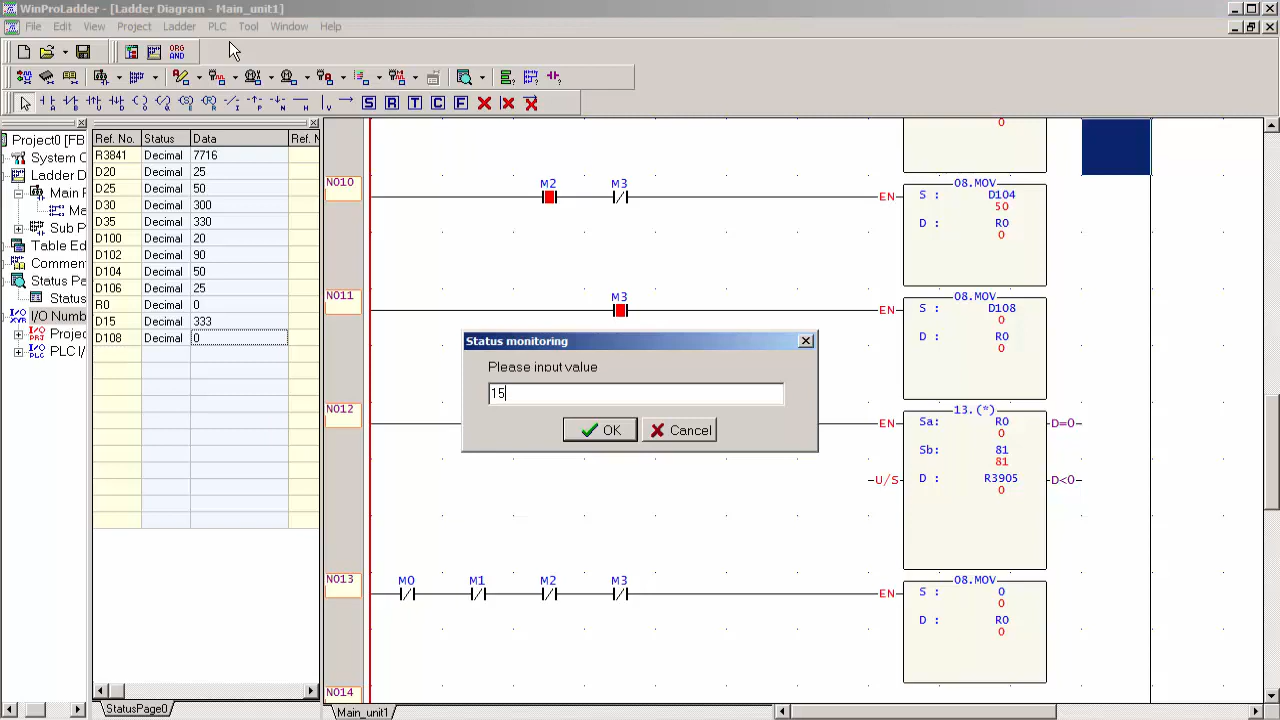 WinProLadder - [Ladder Diagram - Main_unit1]
File Edit View Project Ladder PLC Tool Window Help
ORG
AND
S R T C F
Project0 [FB
System C
Ladder D
Main F
Ma
Sub P
Table Ed
Comment
Status Pa
Status
I/O Numb
Projec
PLC I/
Ref. No. Status Data Ref. N
R3841 Decimal 7716
D20 Decimal 25
D25 Decimal 50
D30 Decimal 300
D35 Decimal 330
D100 Decimal 20
D102 Decimal 90
D104 Decimal 50
D106 Decimal 25
R0 Decimal 0
D15 Decimal 333
D108 Decimal 0
StatusPage0
0
N010
M2 M3
EN
08.MOV
S : D104
50
D : R0
0
N011
M3
EN
08.MOV
S : D108
0
D : R0
0
Status monitoring
Please input value
15
OK Cancel
N012
EN
13.(*)
Sa: R0 D=0
0
Sb: 81
81
U/S D : R3905 D<0
0
N013
M0 M1 M2 M3
EN
08.MOV
S : 0
0
D : R0
0
N014
Main_unit1